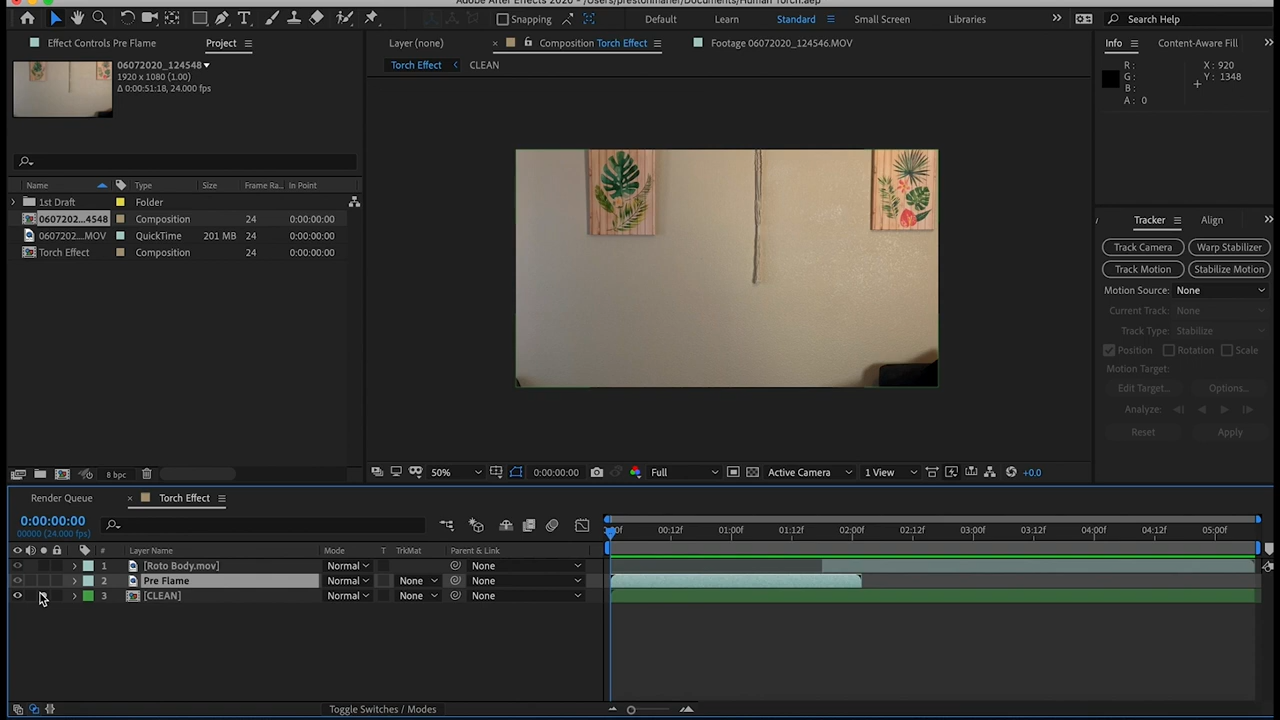 Adobe After Effects 2020 - /Users/prestonmarler/Documents/Human Torch.aep
Snapping
Default
Learn
Standard
Small Screen
Libraries
Search Help
Effect Controls Pre Flame
Project
Layer (none)
Composition Torch Effect
Footage 06072020_124546.MOV
Info
Content-Aware Fill
06072020_124548
1920 x 1080 (1.00)
Δ 0:00:51:18, 24.000 fps
Torch Effect
CLEAN
R :
G :
B :
A : 0
X : 920
Y : 1348
Name
Type
Size
Frame Ra...
In Point
1st Draft
Folder
0607202...4548
Composition
24
0:00:00:00
0607202....MOV
QuickTime
201 MB
24
0:00:00:00
Torch Effect
Composition
24
0:00:00:00
Tracker
Align
Track Camera
Warp Stabilizer
Track Motion
Stabilize Motion
Motion Source:
None
Current Track:
None
Track Type:
Stabilize
Position
Rotation
Scale
Motion Target:
Edit Target...
Options...
Analyze:
Reset
Apply
8 bpc
50%
0:00:00:00
Full
Active Camera
1 View
+0.0
Render Queue
Torch Effect
0:00:00:00
00000 (24.000 fps)
:00f
00:12f
01:00f
01:12f
02:00f
02:12f
03:00f
03:12f
04:00f
04:12f
05:00f
#
Layer Name
Mode
T
TrkMat
Parent & Link
1
[Roto Body.mov]
Normal
None
2
Pre Flame
Normal
None
None
3
[CLEAN]
Normal
None
None
Toggle Switches / Modes